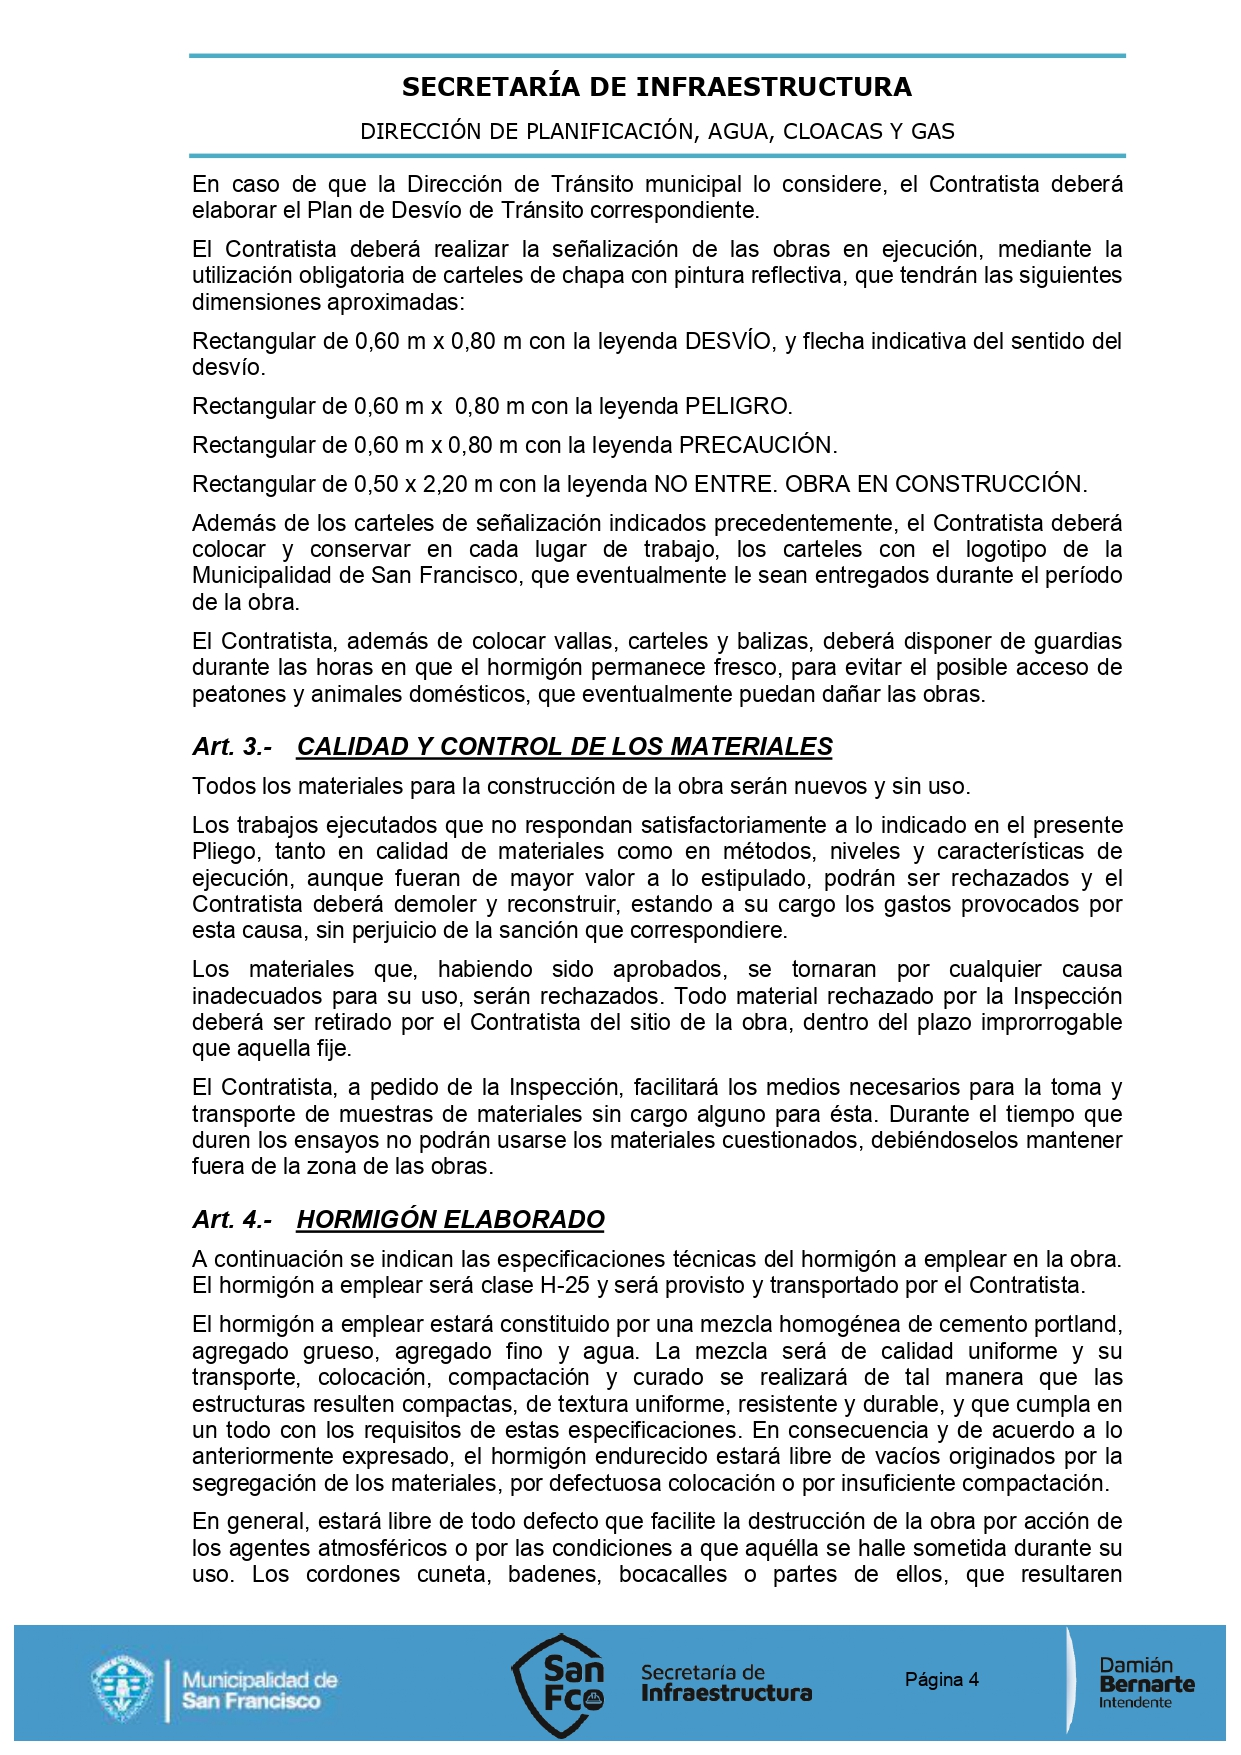 SECRETARÍA DE INFRAESTRUCTURA
DIRECCIÓN DE PLANIFICACIÓN, AGUA, CLOACAS Y GAS
En caso de que la Dirección de Tránsito municipal lo considere, el Contratista deberá
elaborar el Plan de Desvío de Tránsito correspondiente.
El Contratista deberá realizar la señalización de las obras en ejecución, mediante la
utilización obligatoria de carteles de chapa con pintura reflectiva, que tendrán las siguientes
dimensiones aproximadas:
Rectangular de 0,60 m x 0,80 m con la leyenda DESVÍO, y flecha indicativa del sentido del
desvío.
Rectangular de 0,60 m x  0,80 m con la leyenda PELIGRO.
Rectangular de 0,60 m x 0,80 m con la leyenda PRECAUCIÓN.
Rectangular de 0,50 x 2,20 m con la leyenda NO ENTRE. OBRA EN CONSTRUCCIÓN.
Además de los carteles de señalización indicados precedentemente, el Contratista deberá
colocar y conservar en cada lugar de trabajo, los carteles con el logotipo de la
Municipalidad de San Francisco, que eventualmente le sean entregados durante el período
de la obra.
El Contratista, además de colocar vallas, carteles y balizas, deberá disponer de guardias
durante las horas en que el hormigón permanece fresco, para evitar el posible acceso de
peatones y animales domésticos, que eventualmente puedan dañar las obras.
Art. 3.- CALIDAD Y CONTROL DE LOS MATERIALES
Todos los materiales para la construcción de la obra serán nuevos y sin uso.
Los trabajos ejecutados que no respondan satisfactoriamente a lo indicado en el presente
Pliego, tanto en calidad de materiales como en métodos, niveles y características de
ejecución, aunque fueran de mayor valor a lo estipulado, podrán ser rechazados y el
Contratista deberá demoler y reconstruir, estando a su cargo los gastos provocados por
esta causa, sin perjuicio de la sanción que correspondiere.
Los materiales que, habiendo sido aprobados, se tornaran por cualquier causa
inadecuados para su uso, serán rechazados. Todo material rechazado por la Inspección
deberá ser retirado por el Contratista del sitio de la obra, dentro del plazo improrrogable
que aquella fije.
El Contratista, a pedido de la Inspección, facilitará los medios necesarios para la toma y
transporte de muestras de materiales sin cargo alguno para ésta. Durante el tiempo que
duren los ensayos no podrán usarse los materiales cuestionados, debiéndoselos mantener
fuera de la zona de las obras.
Art. 4.- HORMIGÓN ELABORADO
A continuación se indican las especificaciones técnicas del hormigón a emplear en la obra.
El hormigón a emplear será clase H-25 y será provisto y transportado por el Contratista.
El hormigón a emplear estará constituido por una mezcla homogénea de cemento portland,
agregado grueso, agregado fino y agua. La mezcla será de calidad uniforme y su
transporte, colocación, compactación y curado se realizará de tal manera que las
estructuras resulten compactas, de textura uniforme, resistente y durable, y que cumpla en
un todo con los requisitos de estas especificaciones. En consecuencia y de acuerdo a lo
anteriormente expresado, el hormigón endurecido estará libre de vacíos originados por la
segregación de los materiales, por defectuosa colocación o por insuficiente compactación.
En general, estará libre de todo defecto que facilite la destrucción de la obra por acción de
los agentes atmosféricos o por las condiciones a que aquélla se halle sometida durante su
uso. Los cordones cuneta, badenes, bocacalles o partes de ellos, que resultaren
Municipalidad de
San Francisco
San
Fco
Secretaría de
Infraestructura
Página 4
Damián
Bernarte
Intendente